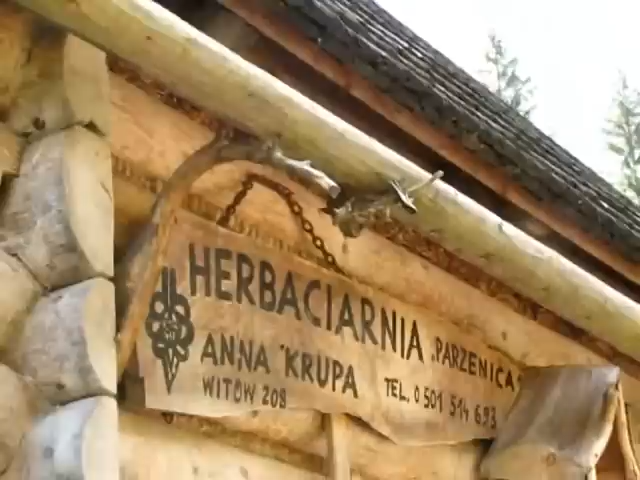 HERBACIARNIA „PARZENICA"
ANNA KRUPA
WITÓW 208
TEL. 0 501 514 693